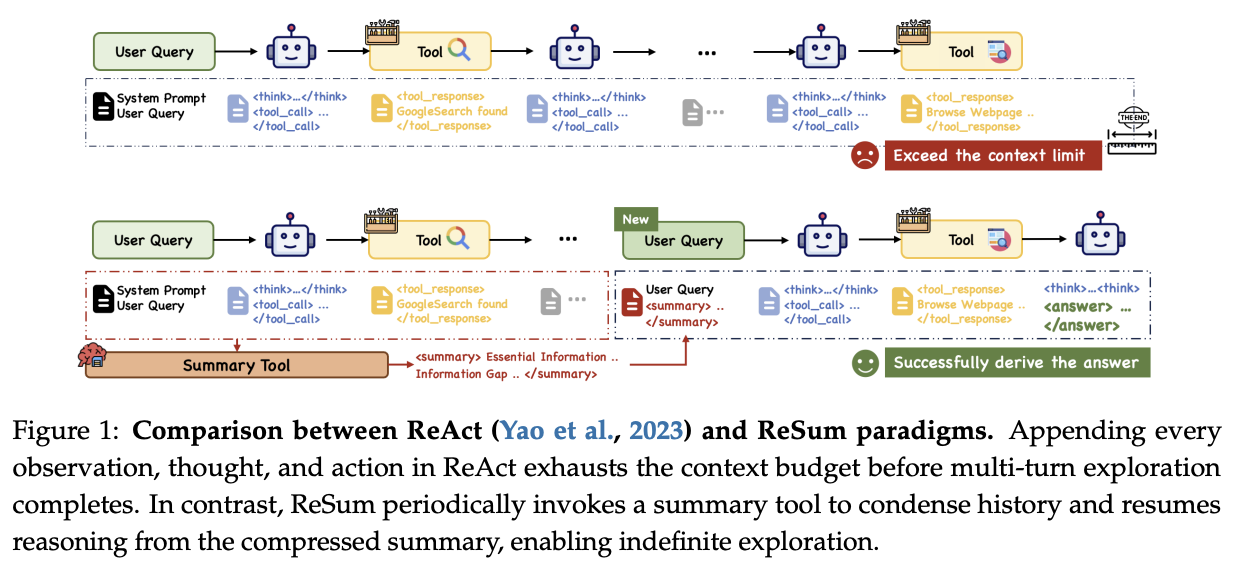 User Query
Tool
...
Tool
System Prompt
User Query
<think>...</think>
<tool_call> ...
</tool_call>
<tool_response>
GoogleSearch found
</tool_response>
<think>...</think>
<tool_call> ...
</tool_call>
...
<think>...</think>
<tool_call> ...
</tool_call>
<tool_response>
Browse Webpage ..
</tool_response>
THE END
Exceed the context limit
User Query
Tool
...
New
User Query
Tool
System Prompt
User Query
<think>...</think>
<tool_call> ...
</tool_call>
<tool_response>
GoogleSearch found
</tool_response>
...
User Query
<summary> ..
</summary>
<think>...</think>
<tool_call> ...
</tool_call>
<tool_response>
Browse Webpage ..
</tool_response>
<think>...<think>
<answer> ...
</answer>
Summary Tool
<summary> Essential Information ..
Information Gap .. </summary>
Successfully derive the answer
Figure 1: Comparison between ReAct (Yao et al., 2023) and ReSum paradigms. Appending every
observation, thought, and action in ReAct exhausts the context budget before multi-turn exploration
completes. In contrast, ReSum periodically invokes a summary tool to condense history and resumes
reasoning from the compressed summary, enabling indefinite exploration.